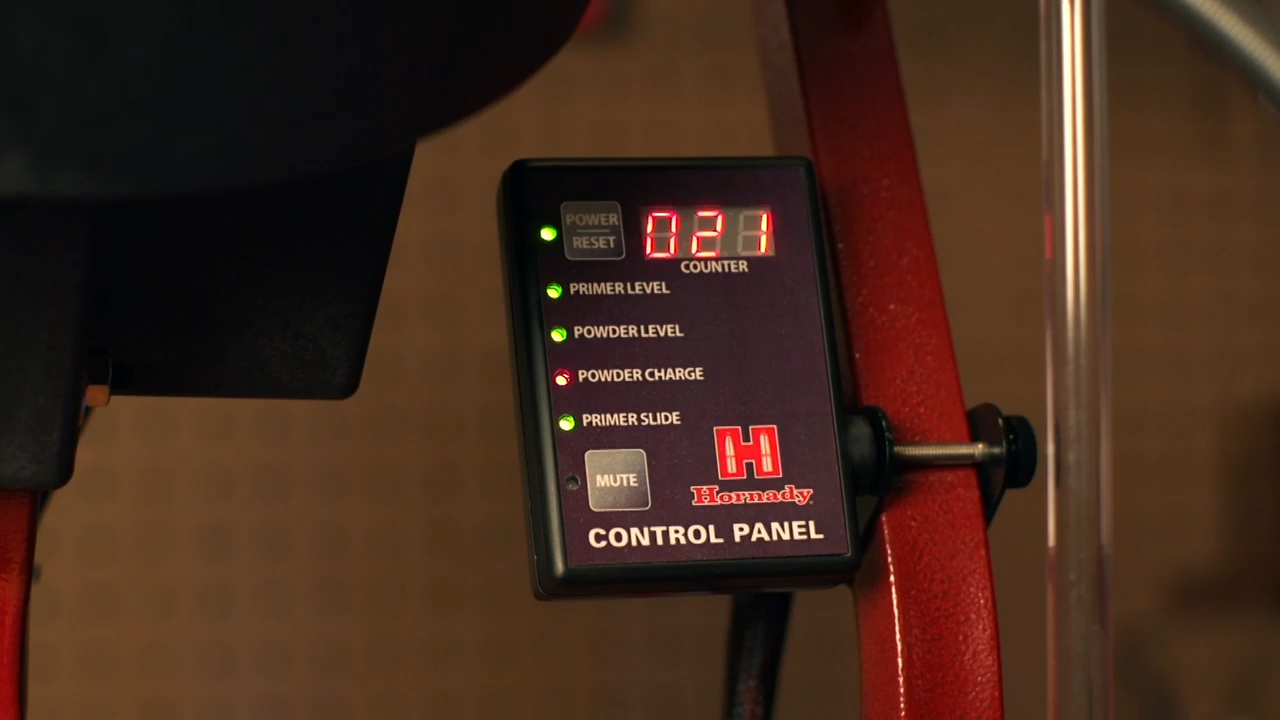 POWER
RESET
021
COUNTER
PRIMER LEVEL
POWDER LEVEL
POWDER CHARGE
PRIMER SLIDE
MUTE
H
Hornady
CONTROL PANEL